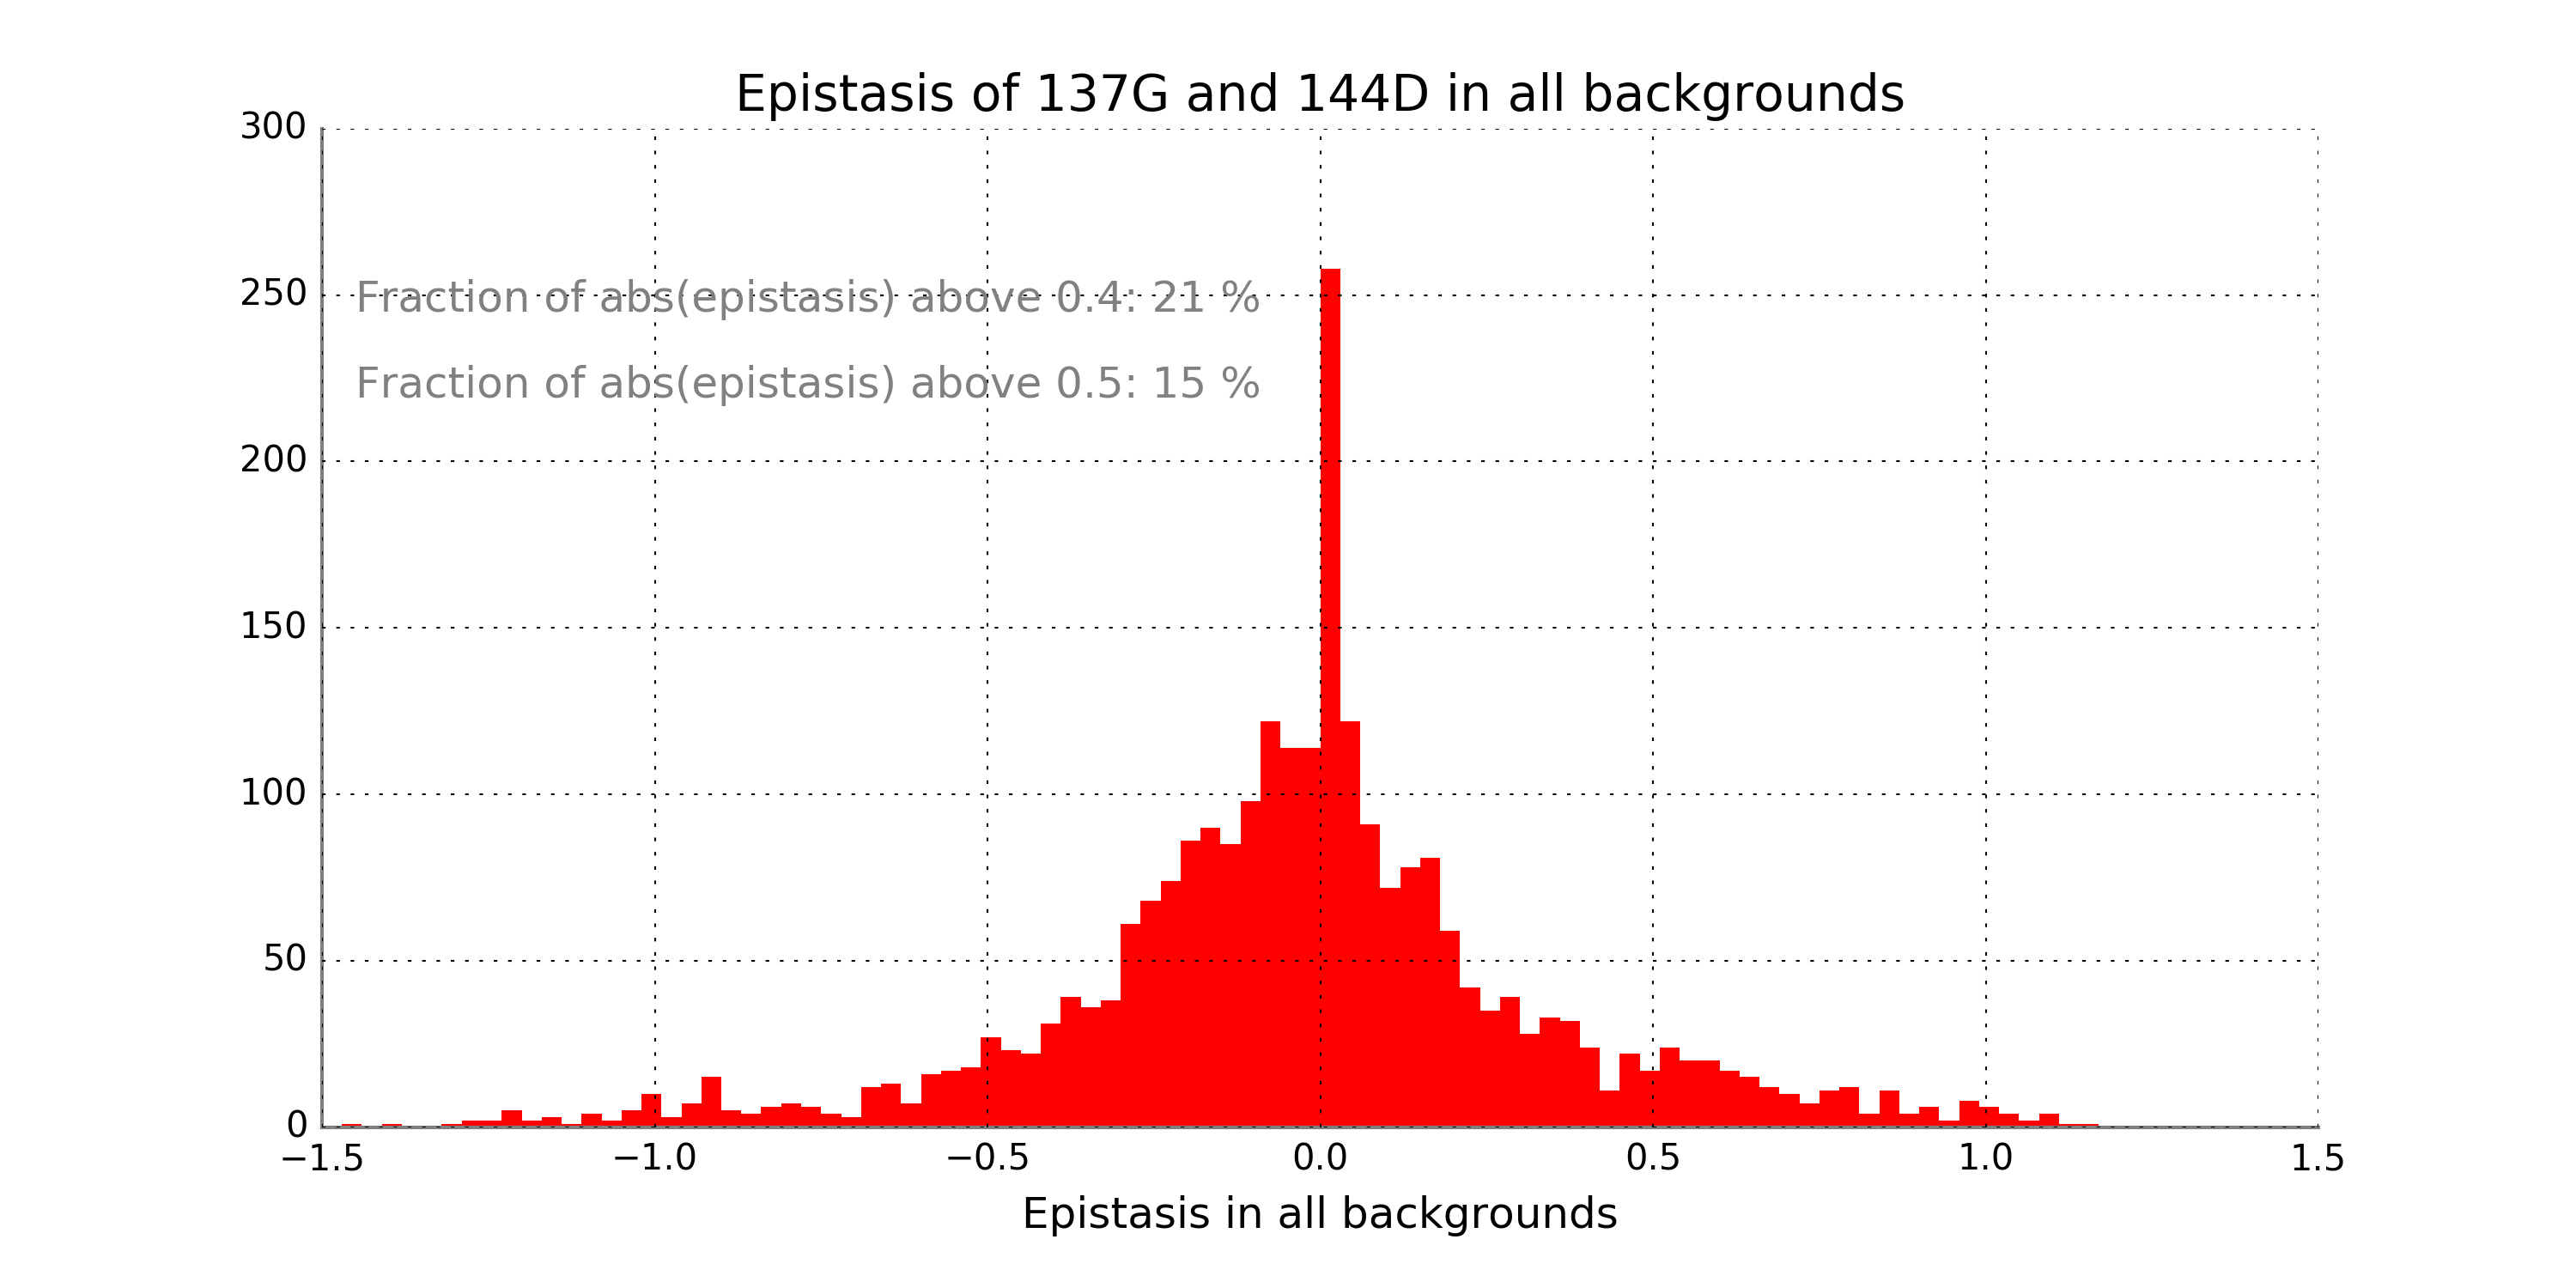 Epistasis of 137G and 144D in all backgrounds
300
250
200
150
100
50
0
Fraction of abs(epistasis) above 0.4: 21 %
Fraction of abs(epistasis) above 0.5: 15 %
−1.5 −1.0 −0.5 0.0 0.5 1.0 1.5
Epistasis in all backgrounds